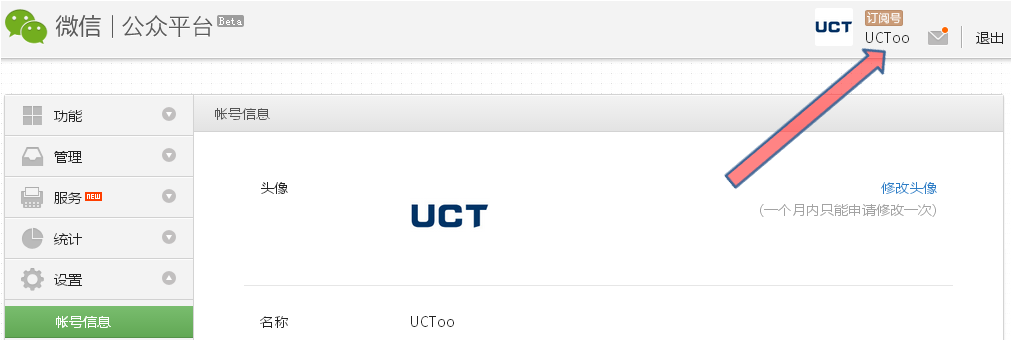 微信 | 公众平台 Beta
UCT 订阅号
UCToo 退出
功能
管理
服务 NEW
统计
设置
帐号信息
帐号信息
头像
UCT
修改头像
(一个月内只能申请修改一次)
名称 UCToo